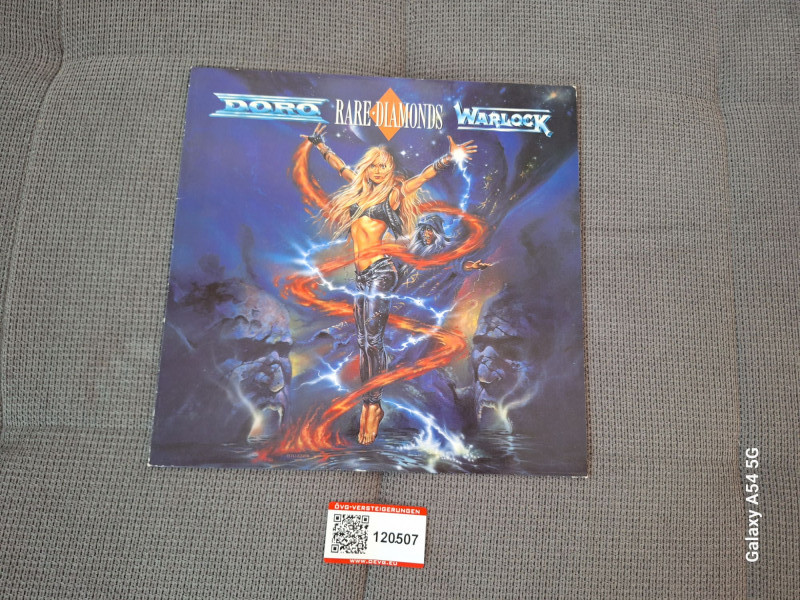 DORO RARE DIAMONDS WARLOCK
ÖVG-VERSTEIGERUNGEN
120507
WWW.OEVG.EU
Galaxy A54 5G